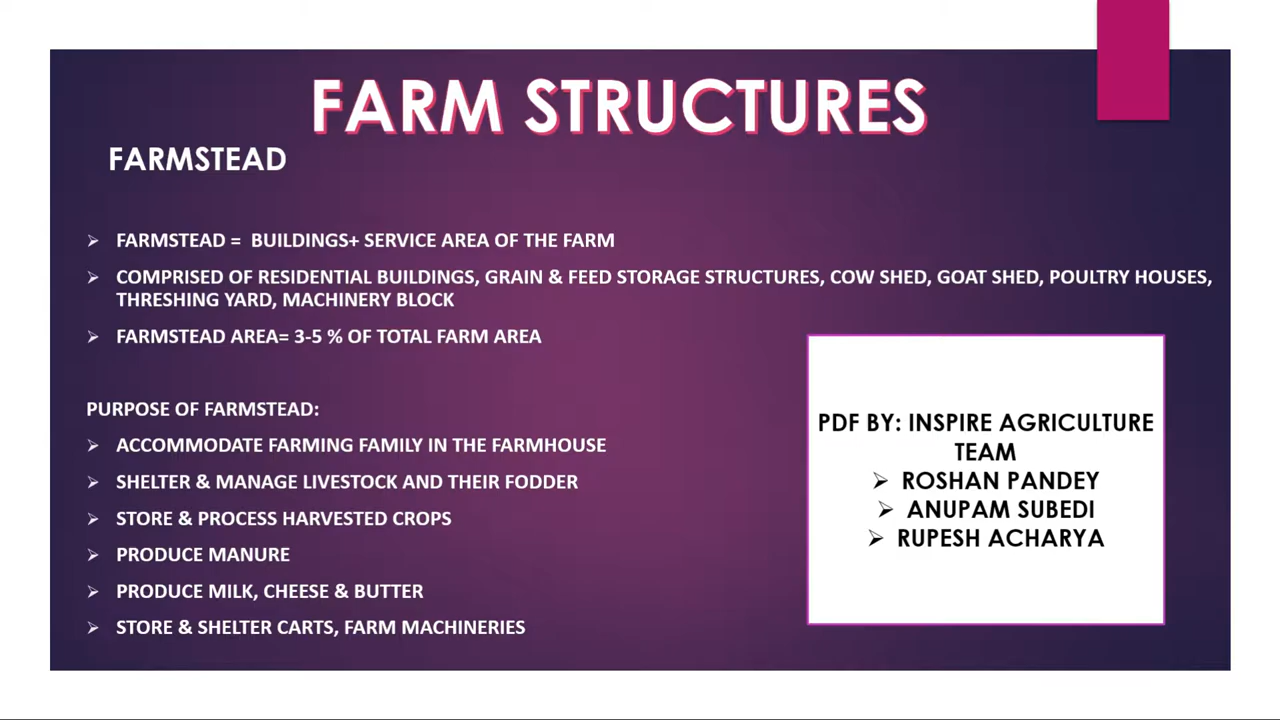 FARM STRUCTURES
FARMSTEAD
➢ FARMSTEAD = BUILDINGS+ SERVICE AREA OF THE FARM
➢ COMPRISED OF RESIDENTIAL BUILDINGS, GRAIN & FEED STORAGE STRUCTURES, COW SHED, GOAT SHED, POULTRY HOUSES,
THRESHING YARD, MACHINERY BLOCK
➢ FARMSTEAD AREA= 3-5 % OF TOTAL FARM AREA
PURPOSE OF FARMSTEAD:
➢ ACCOMMODATE FARMING FAMILY IN THE FARMHOUSE
➢ SHELTER & MANAGE LIVESTOCK AND THEIR FODDER
➢ STORE & PROCESS HARVESTED CROPS
➢ PRODUCE MANURE
➢ PRODUCE MILK, CHEESE & BUTTER
➢ STORE & SHELTER CARTS, FARM MACHINERIES
PDF BY: INSPIRE AGRICULTURE
TEAM
➢ ROSHAN PANDEY
➢ ANUPAM SUBEDI
➢ RUPESH ACHARYA